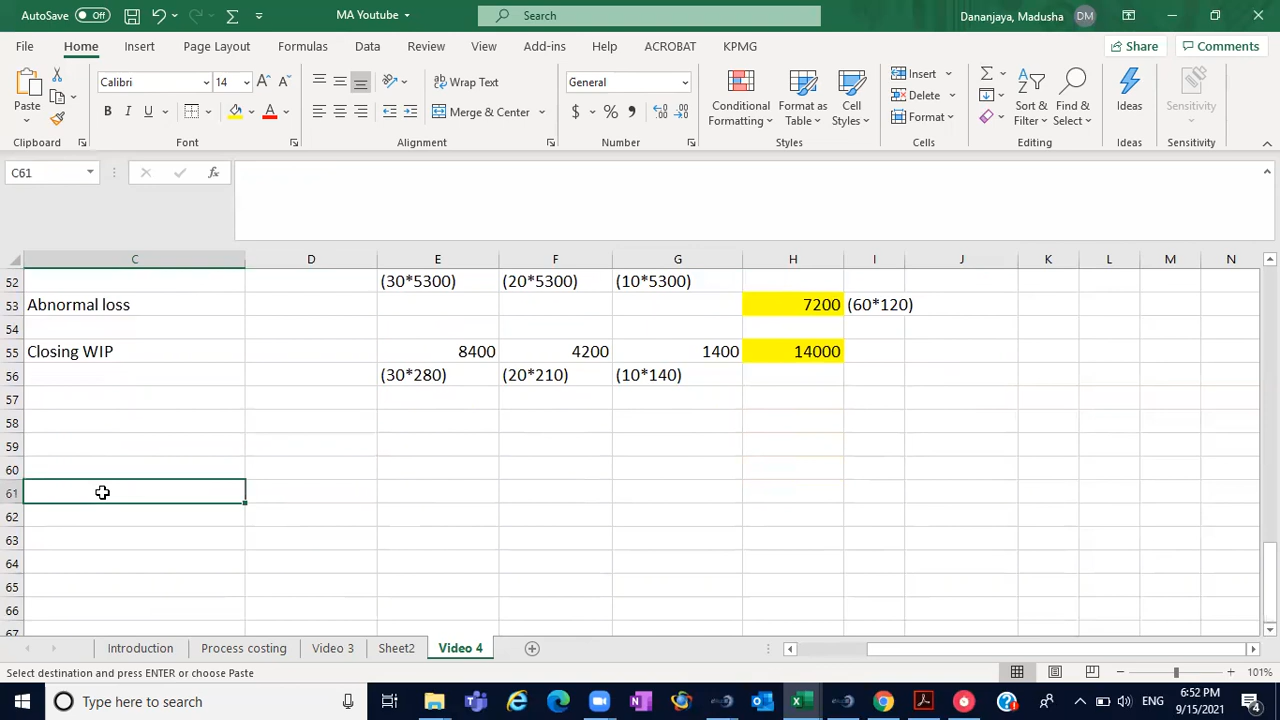 AutoSave Off MA Youtube Search Dananjaya, Madusha DM
File Home Insert Page Layout Formulas Data Review View Add-ins Help ACROBAT KPMG Share Comments
Paste Calibri 14 Wrap Text General Conditional Formatting Format as Table Cell Styles Insert Sort & Filter Find & Select Ideas Sensitivity
B I U Merge & Center $ % Delete
Format
Clipboard Font Alignment Number Styles Cells Editing Ideas Sensitivity
C61 fx
C D E F G H I J K L M N
52 (30*5300) (20*5300) (10*5300)
53 Abnormal loss 7200 (60*120)
54
55 Closing WIP 8400 4200 1400 14000
56 (30*280) (20*210) (10*140)
57
58
59
60
61
62
63
64
65
66
67
Introduction Process costing Video 3 Sheet2 Video 4
Select destination and press ENTER or choose Paste 101%
Type here to search ENG 6:52 PM
9/15/2021 4